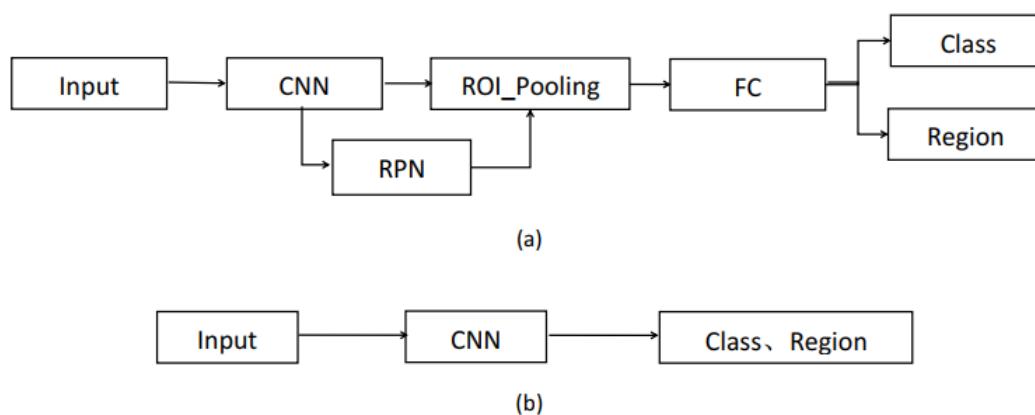 Input
CNN
ROI_Pooling
FC
Class
Region
RPN
(a)
Input
CNN
Class、Region
(b)